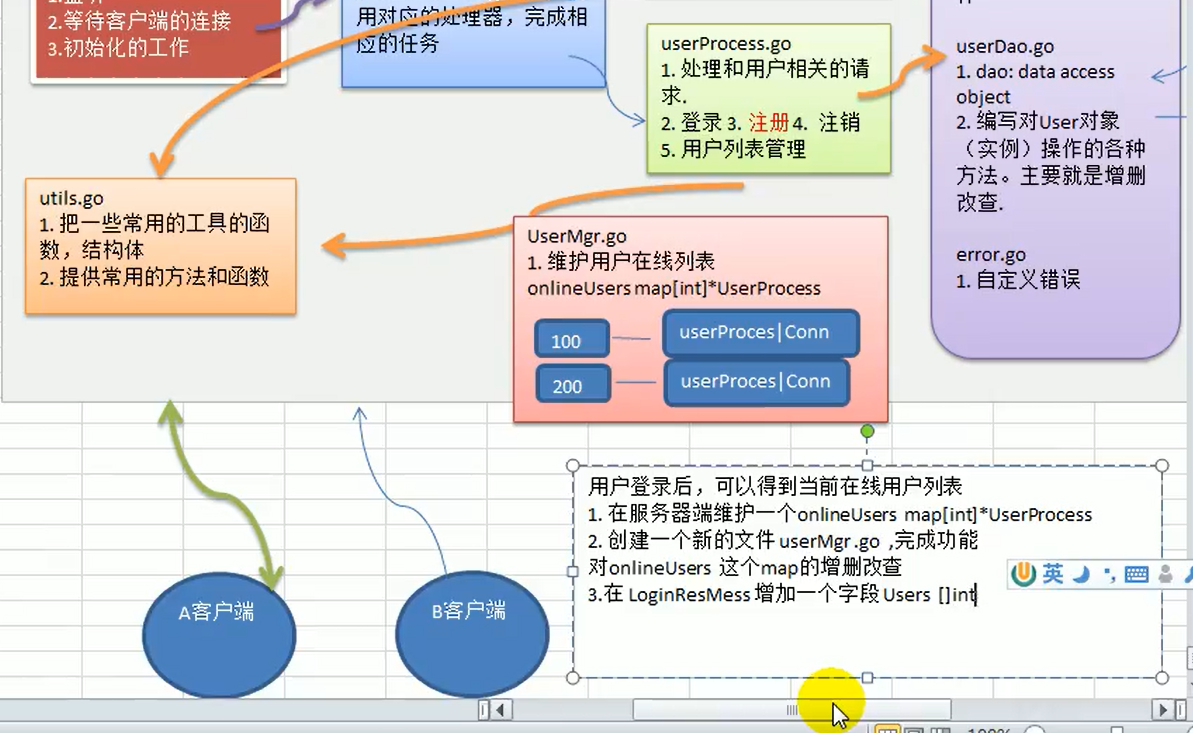 2.等待客户端的连接
3.初始化的工作
用对应的处理器，完成相
应的任务
userProcess.go
1. 处理和用户相关的请
求.
2. 登录 3. 注册 4. 注销
5. 用户列表管理
userDao.go
1. dao: data access
object
2. 编写对User对象
（实例）操作的各种
方法。主要就是增删
改查.
error.go
1. 自定义错误
utils.go
1. 把一些常用的工具的函
数，结构体
2. 提供常用的方法和函数
UserMgr.go
1. 维护用户在线列表
onlineUsers map[int]*UserProcess
100
userProces|Conn
200
userProces|Conn
A客户端
B客户端
用户登录后，可以得到当前在线用户列表
1. 在服务器端维护一个onlineUsers map[int]*UserProcess
2. 创建一个新的文件 userMgr.go ,完成功能
对onlineUsers 这个map的增删改查
3.在 LoginResMess 增加一个字段 Users []int
英